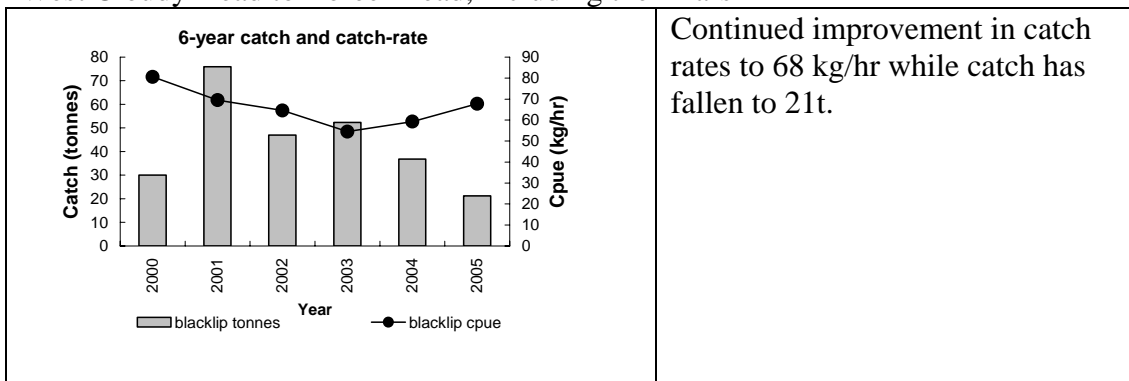 6-year catch and catch-rate
80
70
60
50
40
30
20
10
0
Catch (tonnes)
90
80
70
60
50
40
30
20
10
0
Cpue (kg/hr)
2000
2001
2002
2003
2004
2005
Year
blacklip tonnes
blacklip cpue
Continued improvement in catch
rates to 68 kg/hr while catch has
fallen to 21t.